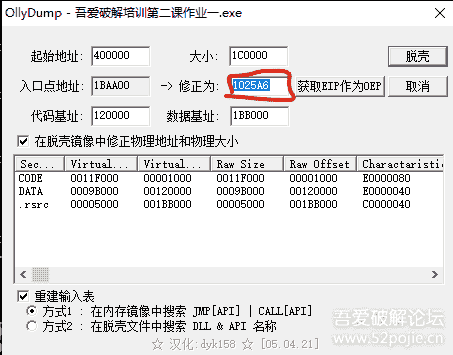 OllyDump - 吾爱破解培训第二课作业一.exe
起始地址: 400000 大小: 1C0000 脱壳
入口点地址: 1BAA00 -> 修正为: 1025A6 获取EIP作为OEP 取消
代码基址: 120000 数据基址: 1BB000
在脱壳镜像中修正物理地址和物理大小
Sec... Virtual... Virtual... Raw Size Raw Offset Charactaristic
CODE 0011F000 00001000 0011F000 00001000 E0000080
DATA 0009B000 00120000 0009B000 00120000 E0000040
.rsrc 00005000 001BB000 00005000 001BB000 C0000040
重建输入表
方式1 : 在内存镜像中搜索 JMP[API] | CALL[API]
方式2 : 在脱壳文件中搜索 DLL & API 名称
☆ 汉化:dyk158 ☆ [05.04.21]
吾爱破解论坛
www.52pojie.cn